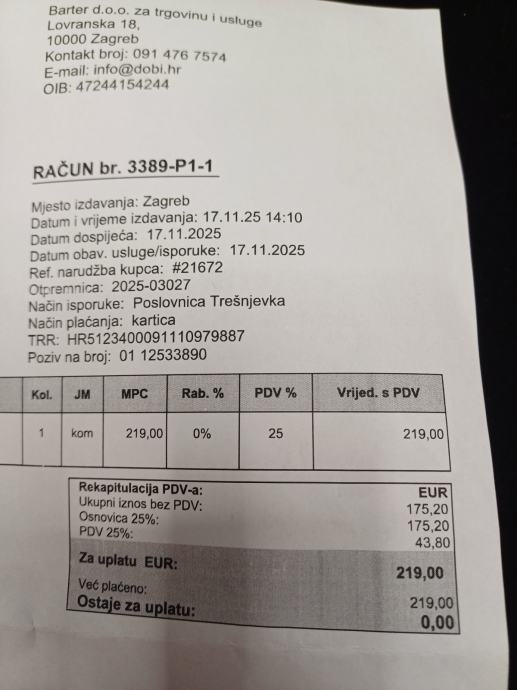 Barter d.o.o. za trgovinu i usluge
Lovranska 18,
10000 Zagreb
Kontakt broj: 091 476 7574
E-mail: info@dobi.hr
OIB: 47244154244
RAČUN br. 3389-P1-1
Mjesto izdavanja: Zagreb
Datum i vrijeme izdavanja: 17.11.25 14:10
Datum dospijeća: 17.11.2025
Datum obav. usluge/isporuke: 17.11.2025
Ref. narudžba kupca: #21672
Otpremnica: 2025-03027
Način isporuke: Poslovnica Trešnjevka
Način plaćanja: kartica
TRR: HR5123400091110979887
Poziv na broj: 01 12533890
Kol. JM MPC Rab. % PDV % Vrijed. s PDV
1 kom 219,00 0% 25 219,00
Rekapitulacija PDV-a: EUR
Ukupni iznos bez PDV: 175,20
Osnovica 25%: 175,20
PDV 25%: 43,80
Za uplatu EUR: 219,00
Već plaćeno: 219,00
Ostaje za uplatu: 0,00